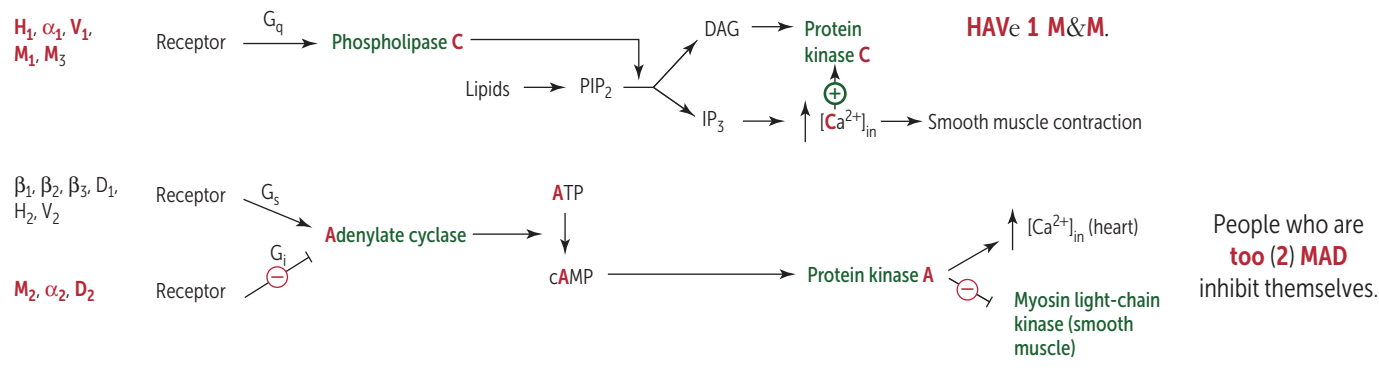 H₁, α₁, V₁,
M₁, M₃
Receptor
Gq
Phospholipase C
Lipids
PIP₂
DAG
Protein
kinase C
IP₃
+
[Ca²⁺]in
Smooth muscle contraction
HAVe 1 M&M.
β₁, β₂, β₃, D₁,
H₂, V₂
Receptor
Gs
Adenylate cyclase
Gi
−
M₂, α₂, D₂
Receptor
ATP
cAMP
Protein kinase A
[Ca²⁺]in (heart)
−
Myosin light-chain
kinase (smooth
muscle)
People who are
too (2) MAD
inhibit themselves.